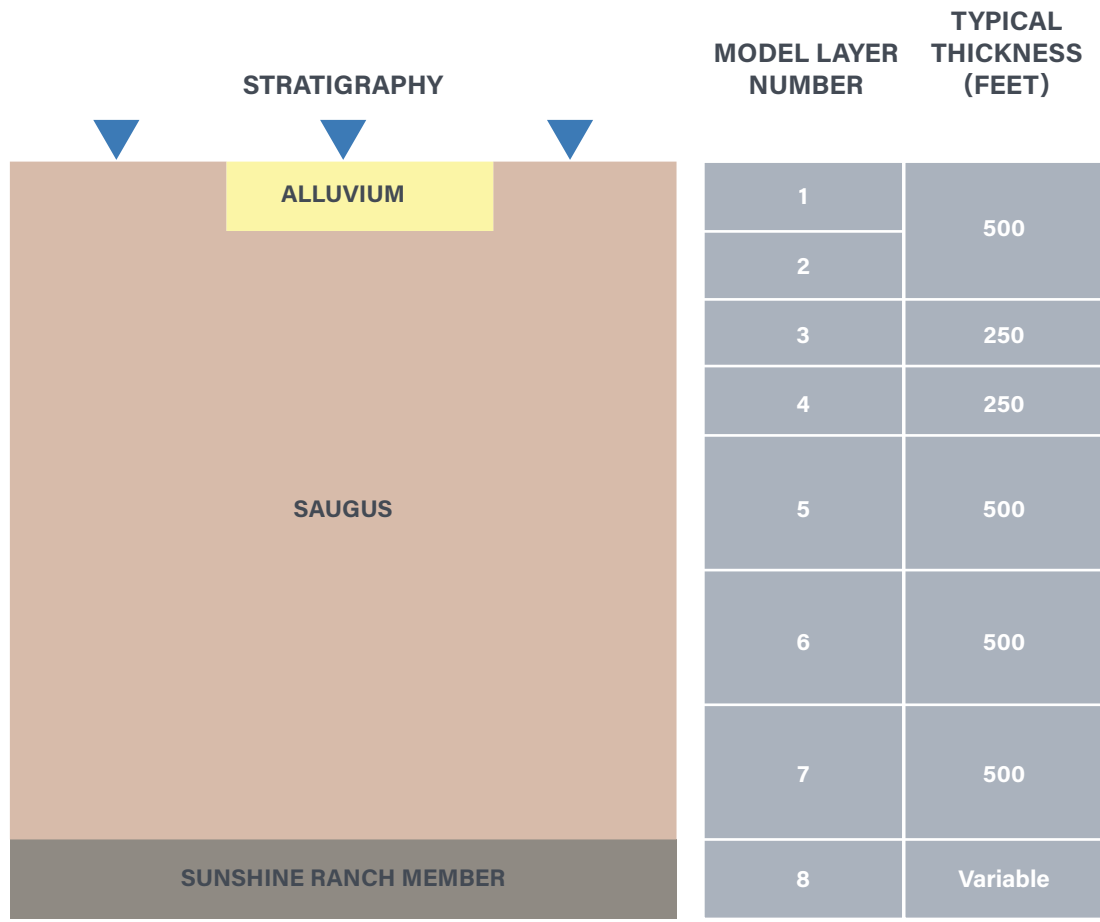 STRATIGRAPHY
MODEL LAYER
NUMBER
TYPICAL
THICKNESS
(FEET)
ALLUVIUM
SAUGUS
SUNSHINE RANCH MEMBER
1
500
2
3
250
4
250
5
500
6
500
7
500
8
Variable